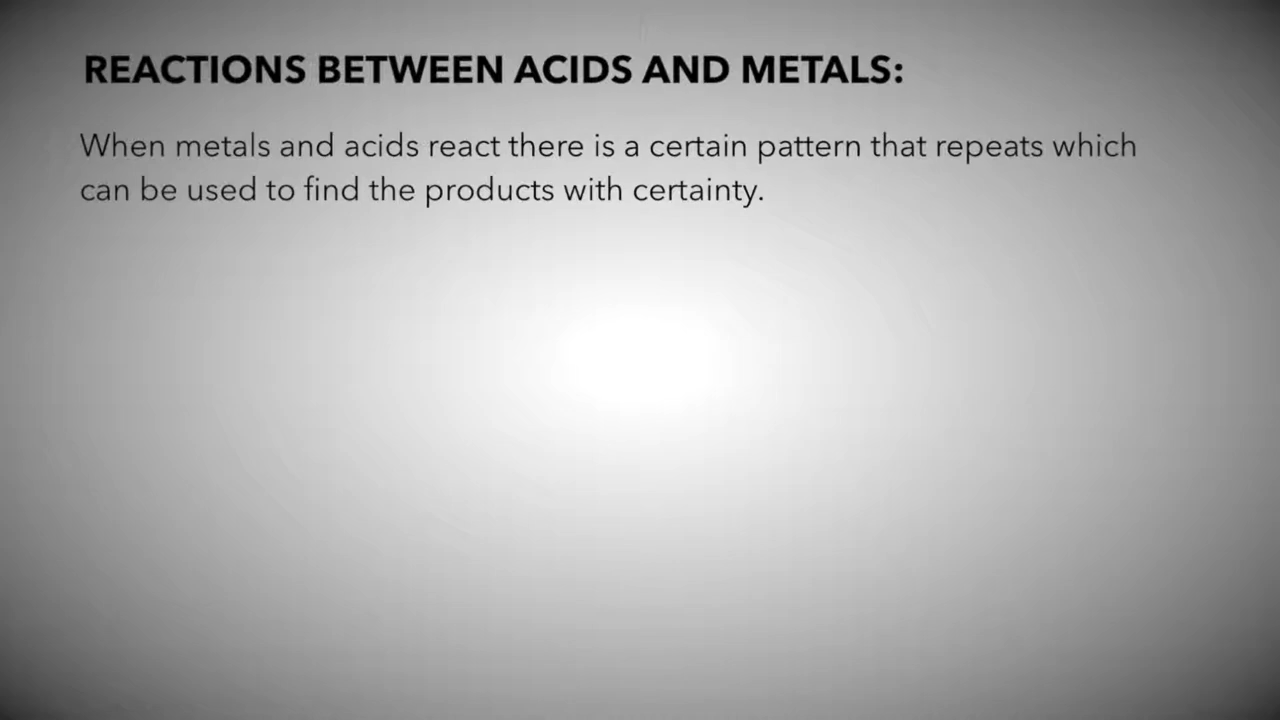 REACTIONS BETWEEN ACIDS AND METALS:
When metals and acids react there is a certain pattern that repeats which
can be used to find the products with certainty.